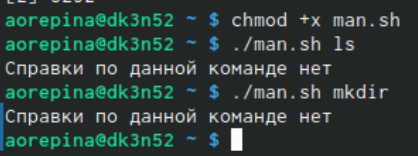 aorepina@dk3n52 ~ $ chmod +x man.sh
aorepina@dk3n52 ~ $ ./man.sh ls
Справки по данной команде нет
aorepina@dk3n52 ~ $ ./man.sh mkdir
Справки по данной команде нет
aorepina@dk3n52 ~ $